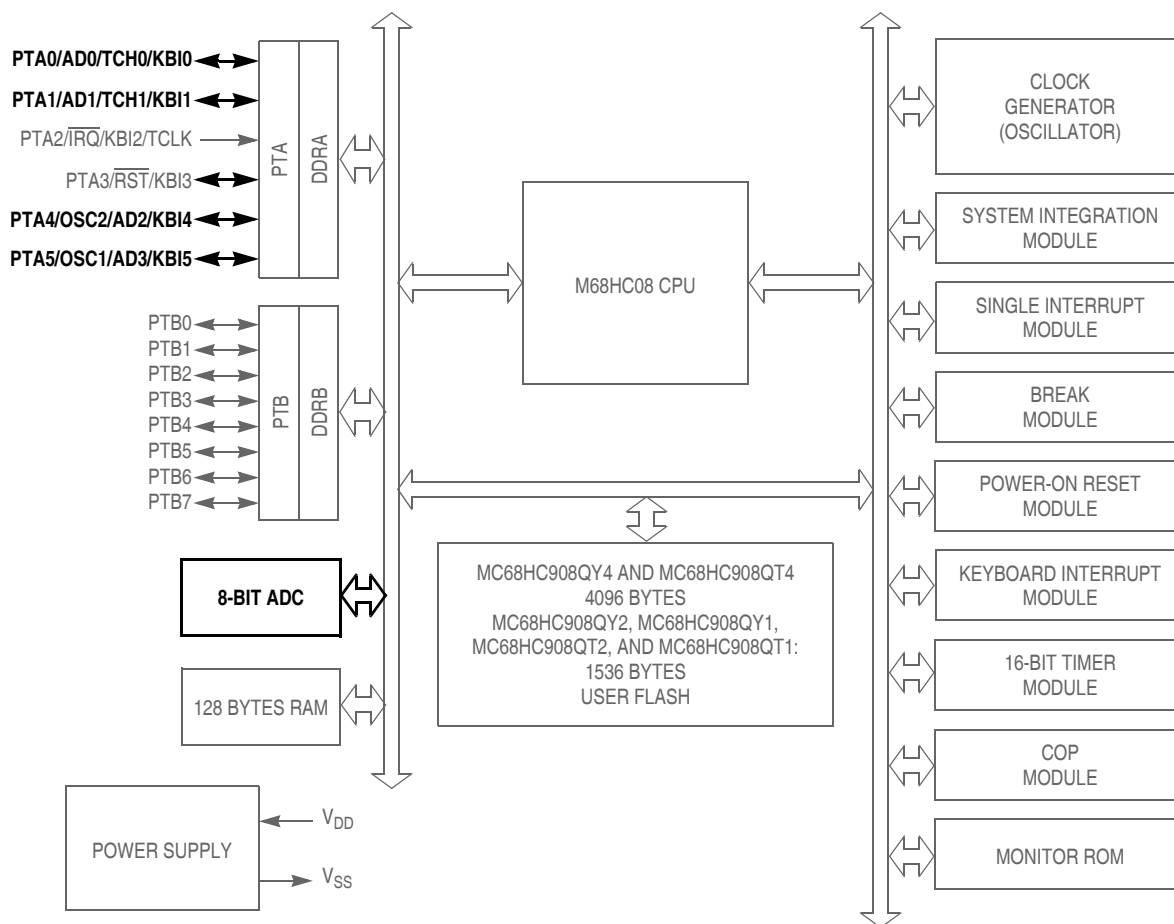 PTA0/AD0/TCH0/KBI0
PTA1/AD1/TCH1/KBI1
PTA2/I̅R̅Q̅/KBI2/TCLK
PTA3/R̅S̅T̅/KBI3
PTA4/OSC2/AD2/KBI4
PTA5/OSC1/AD3/KBI5
PTA
DDRA
PTB0
PTB1
PTB2
PTB3
PTB4
PTB5
PTB6
PTB7
PTB
DDRB
8-BIT ADC
128 BYTES RAM
POWER SUPPLY
VDD
VSS
M68HC08 CPU
MC68HC908QY4 AND MC68HC908QT4
4096 BYTES
MC68HC908QY2, MC68HC908QY1,
MC68HC908QT2, AND MC68HC908QT1:
1536 BYTES
USER FLASH
CLOCK
GENERATOR
(OSCILLATOR)
SYSTEM INTEGRATION
MODULE
SINGLE INTERRUPT
MODULE
BREAK
MODULE
POWER-ON RESET
MODULE
KEYBOARD INTERRUPT
MODULE
16-BIT TIMER
MODULE
COP
MODULE
MONITOR ROM